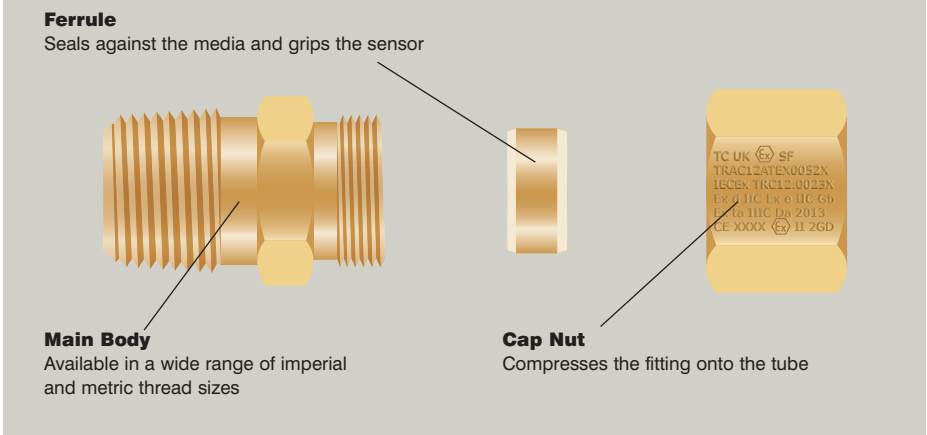 Ferrule
Seals against the media and grips the sensor
TC UK Ex SF
TRAC12ATEX0052X
IECEx TRC12.0023X
Ex d IIC Ex e IIC Gb
Ex ta IIIC Da 2013
CE XXXX Ex II 2GD
Main Body
Available in a wide range of imperial
and metric thread sizes
Cap Nut
Compresses the fitting onto the tube